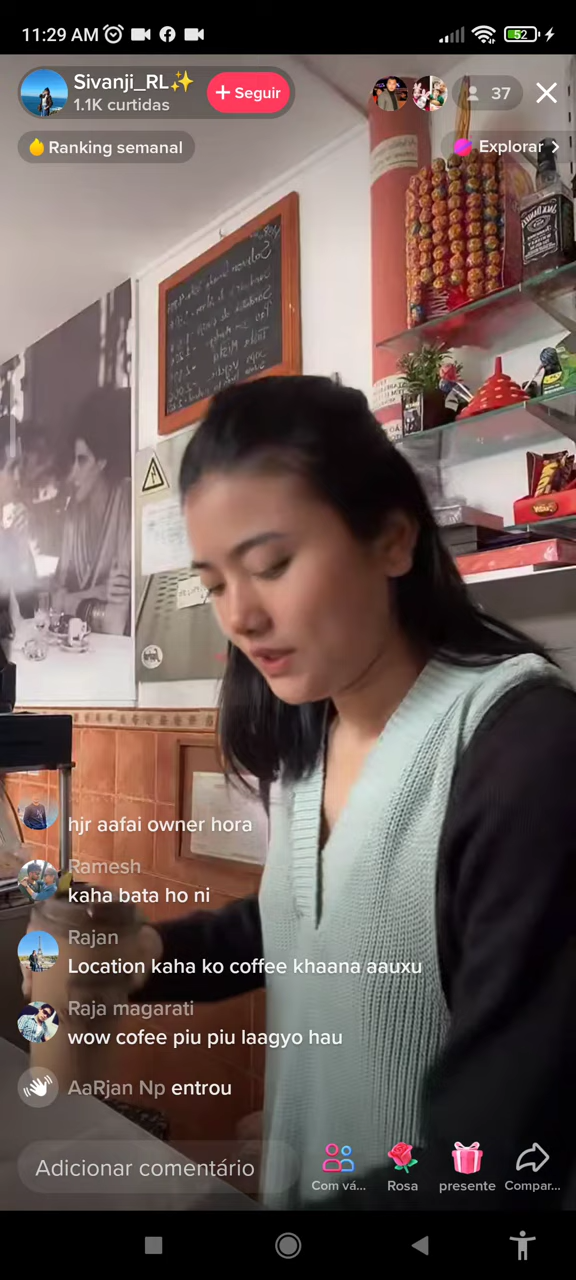 11:29 AM
52
Sivanji_RL✨
1.1K curtidas
+ Seguir
37
Ranking semanal
Explorar >
JACK DANIEL'S
hjr aafai owner hora
Ramesh
kaha bata ho ni
Rajan
Location kaha ko coffee khaana aauxu
Raja magarati
wow cofee piu piu laagyo hau
AaRjan Np entrou
Adicionar comentário
Com vá...
Rosa
presente
Compar...